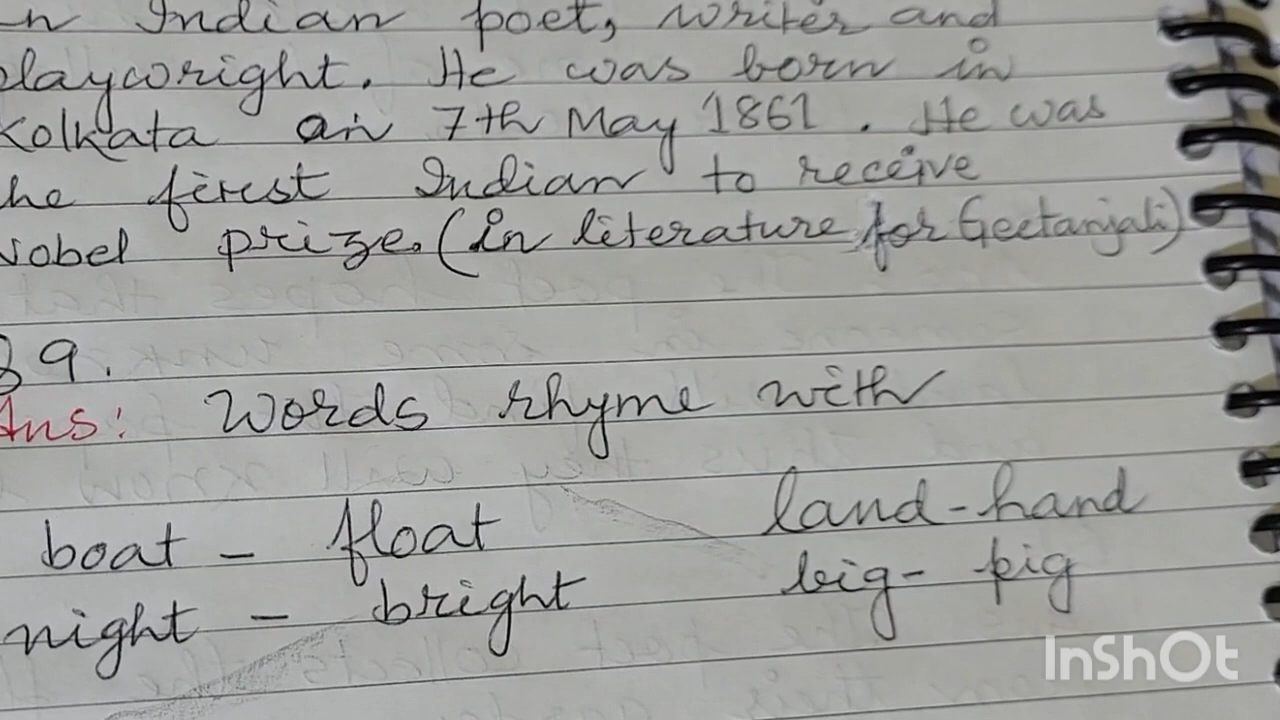 n Indian poet, writer and
playwright. He was born in
Kolkata on 7th May 1861. He was
he first Indian to receive
Nobel prize. (in literature for Geetanjali)
9.
Ans: Words rhyme with
boat - float land-hand
night - bright big- pig
InShOt